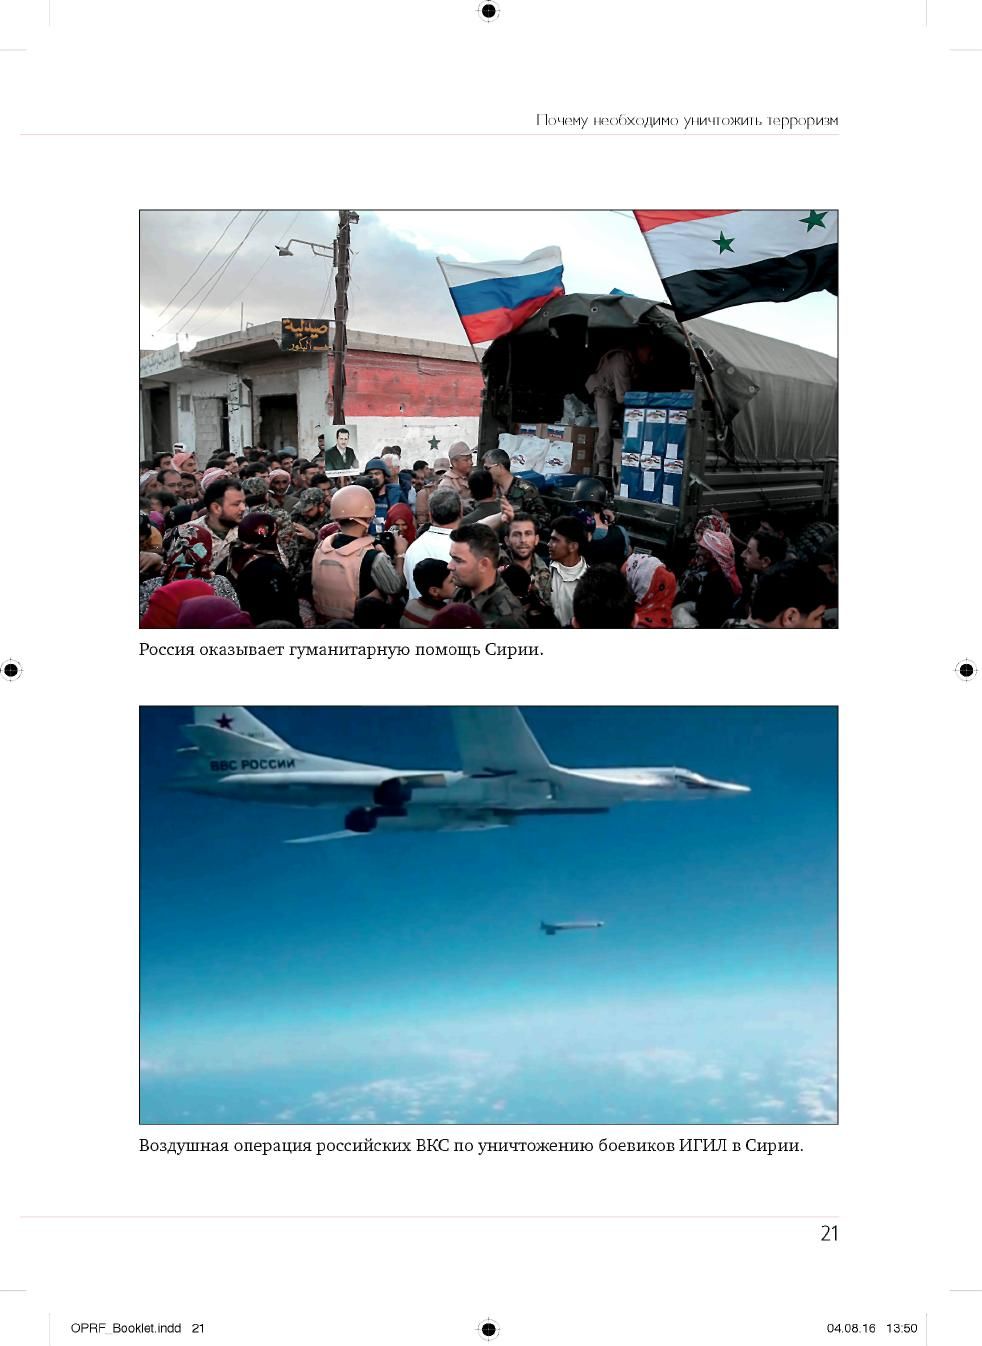 Почему необходимо уничтожить терроризм
صيدلية
Россия оказывает гуманитарную помощь Сирии.
ВВС РОССИИ
Воздушная операция российских ВКС по уничтожению боевиков ИГИЛ в Сирии.
21
OPRF_Booklet.indd 21
04.08.16 13:50